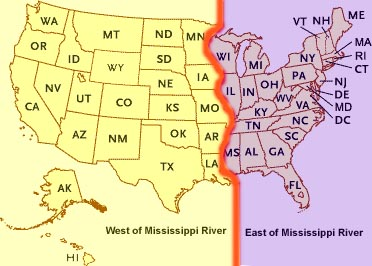 WA
MT
ND
MN
OR
ID
WY
SD
WI
MI
VT
NH
ME
NY
MA
RI
CT
NV
UT
CO
NE
IA
IL
IN
OH
PA
NJ
DE
MD
DC
CA
KS
MO
WV
VA
KY
AZ
NM
OK
AR
TN
NC
SC
TX
LA
MS
AL
GA
FL
AK
HI
West of Mississippi River
East of Mississippi River